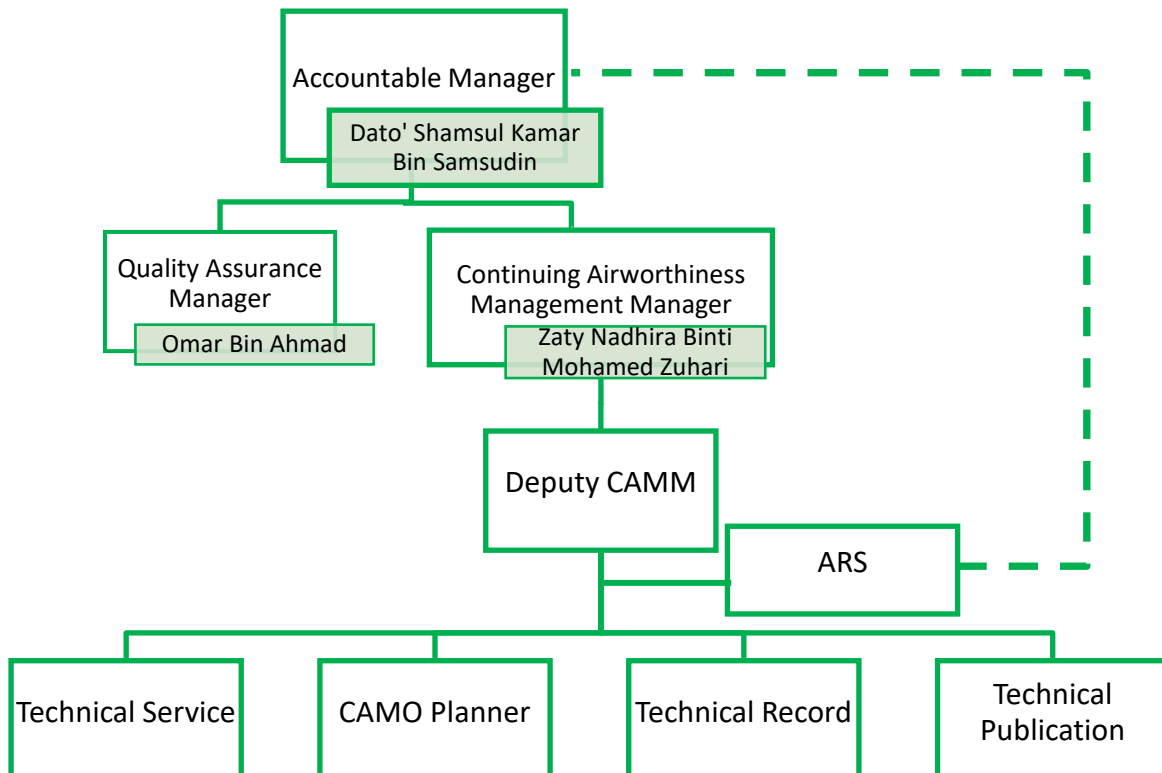 Accountable Manager
Dato' Shamsul Kamar
Bin Samsudin
Quality Assurance
Manager
Omar Bin Ahmad
Continuing Airworthiness
Management Manager
Zaty Nadhira Binti
Mohamed Zuhari
Deputy CAMM
ARS
Technical Service
CAMO Planner
Technical Record
Technical
Publication